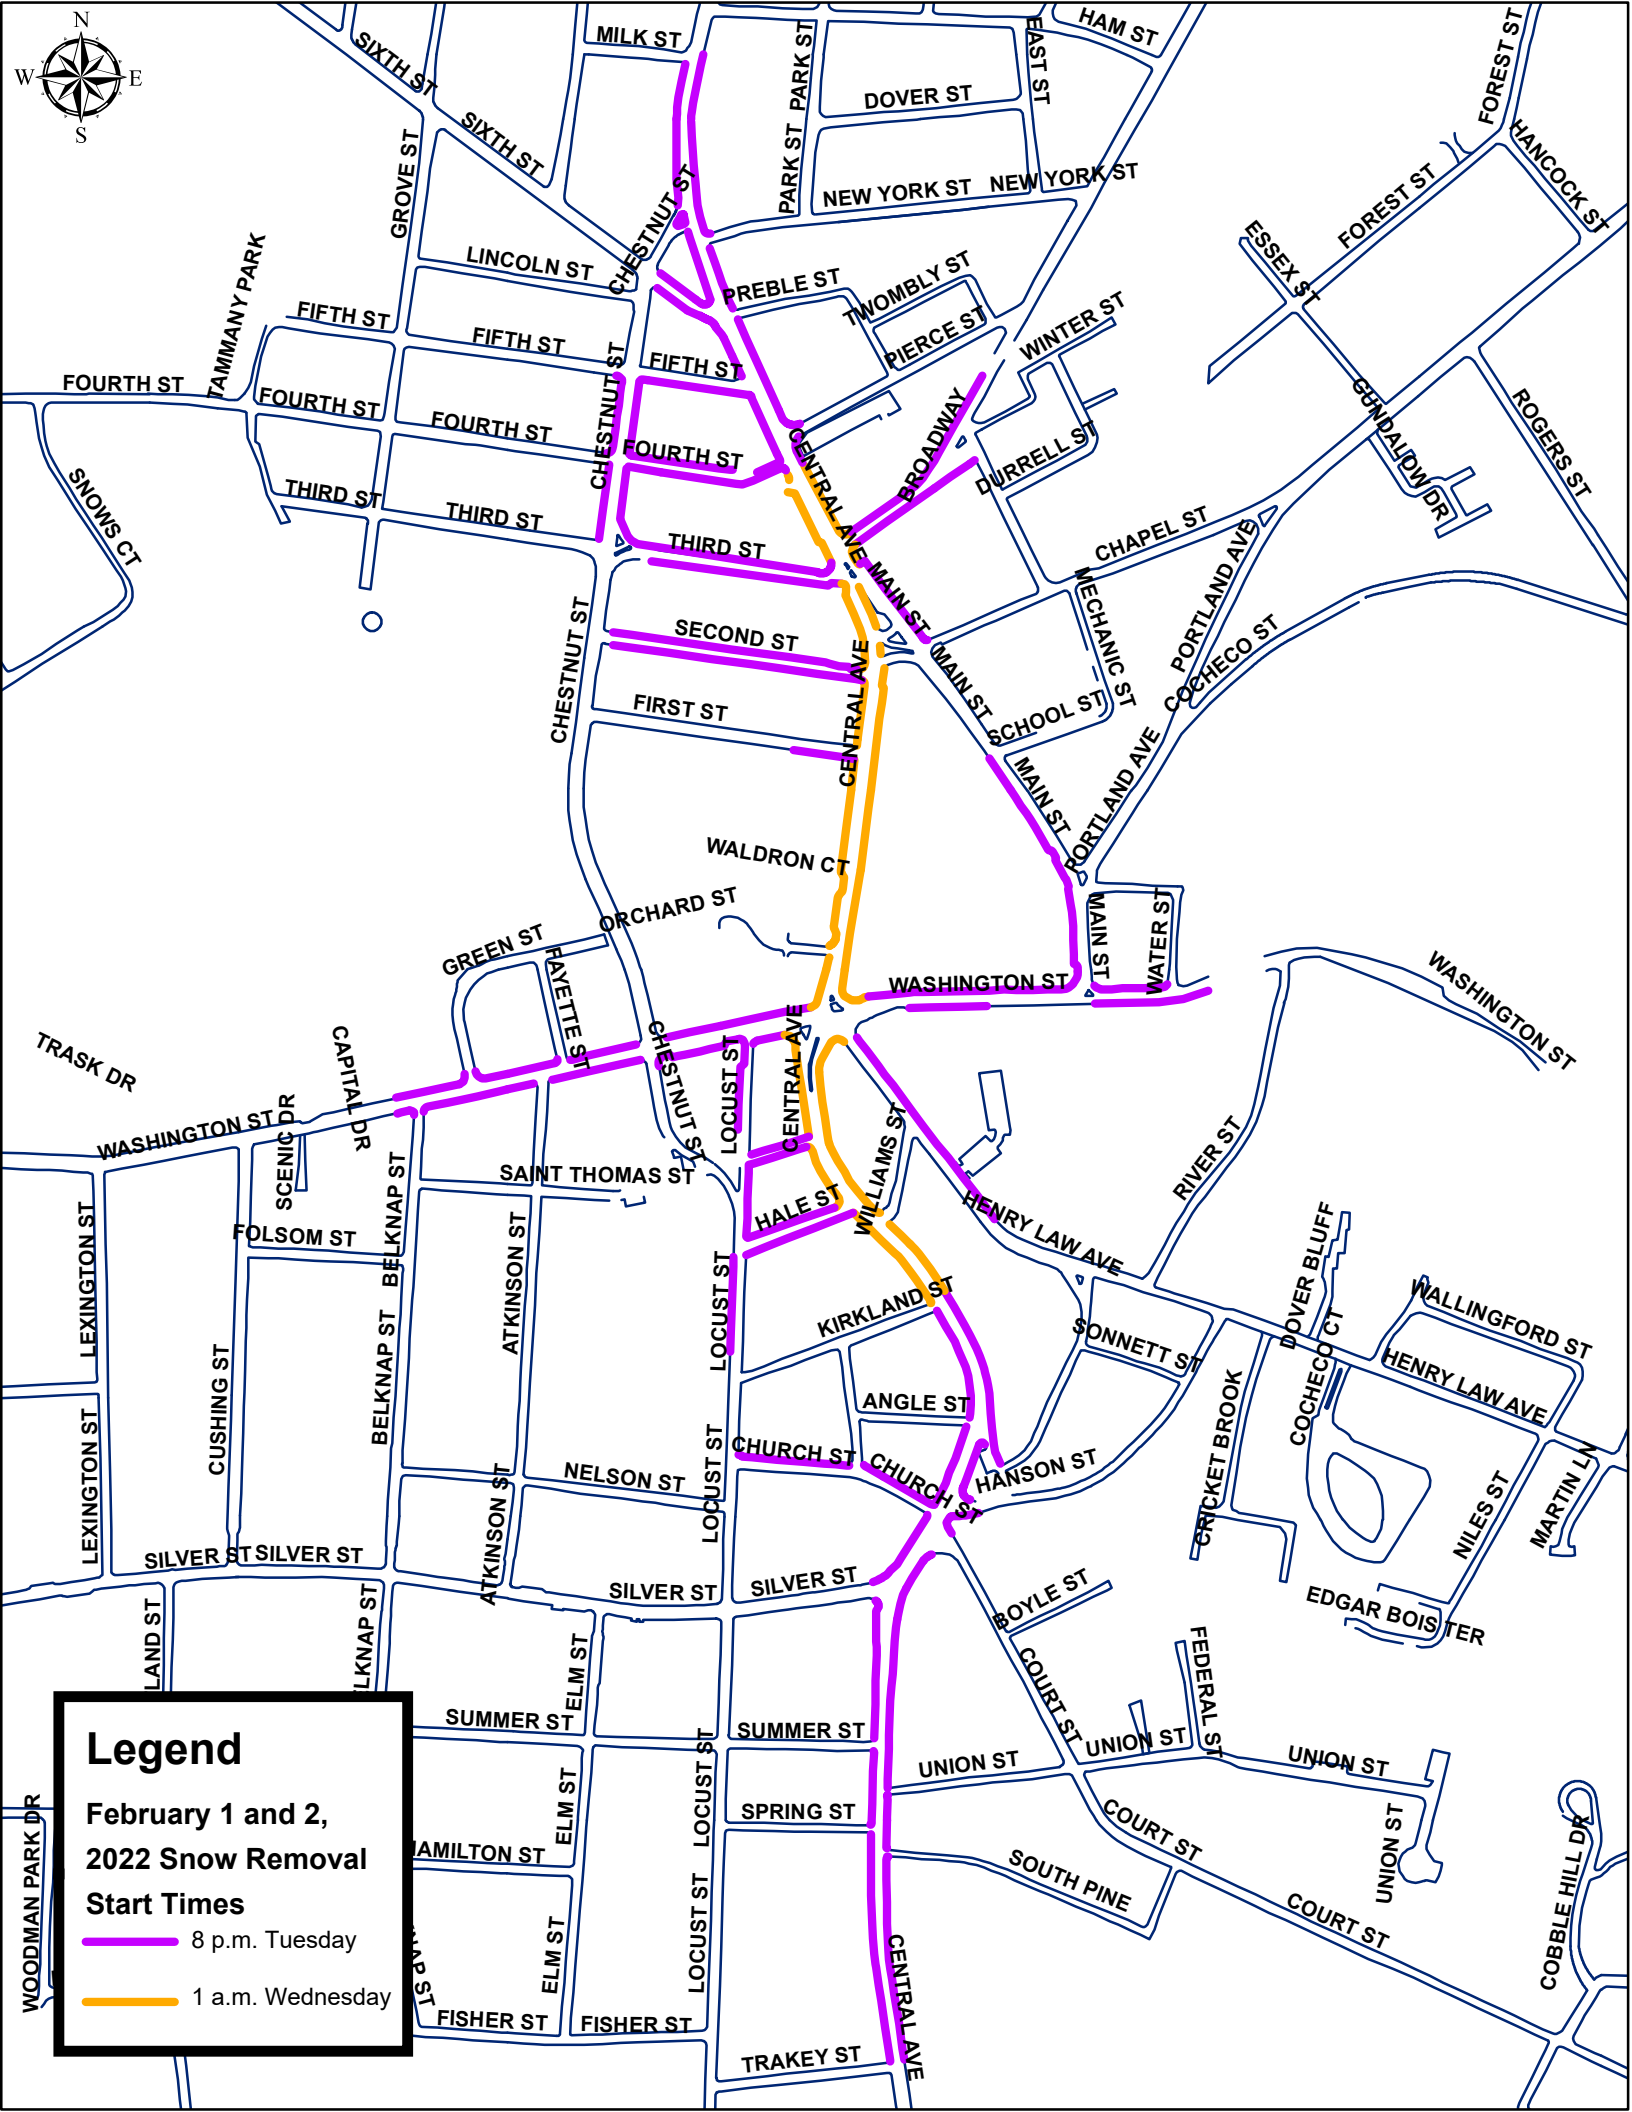 N
W E
S
MILK ST
HAM ST
SIXTH ST
PARK ST
EAST ST
FOREST ST
DOVER ST
SIXTH ST
GROVE ST
PARK ST
CHESTNUT ST
NEW YORK ST
NEW YORK ST
FOREST ST
HANCOCK ST
TAMMANY PARK
LINCOLN ST
PREBLE ST
TWOMBLY ST
ESSEX ST
FIFTH ST
FIFTH ST
FIFTH ST
PIERCE ST
WINTER ST
FOURTH ST
FOURTH ST
FOURTH ST
FOURTH ST
CHESTNUT ST
CENTRAL AVE
BROADWAY
DURRELL ST
GUNDALOW DR
ROGERS ST
SNOWS CT
THIRD ST
THIRD ST
THIRD ST
CHAPEL ST
PORTLAND AVE
MAIN ST
MECHANIC ST
COCHECO ST
CHESTNUT ST
SECOND ST
CENTRAL AVE
MAIN ST
SCHOOL ST
FIRST ST
MAIN ST
PORTLAND AVE
WALDRON CT
ORCHARD ST
GREEN ST
FAYETTE ST
MAIN ST
WATER ST
WASHINGTON ST
WASHINGTON ST
TRASK DR
CAPITAL DR
CHESTNUT ST
LOCUST ST
CENTRAL AVE
WASHINGTON ST
SCENIC DR
SAINT THOMAS ST
WILLIAMS ST
RIVER ST
LEXINGTON ST
FOLSOM ST
BELKNAP ST
ATKINSON ST
HALE ST
HENRY LAW AVE
DOVER BLUFF
LOCUST ST
KIRKLAND ST
SONNETT ST
COCHECO CT
WALLINGFORD ST
HENRY LAW AVE
CUSHING ST
BELKNAP ST
ANGLE ST
CRICKET BROOK
LEXINGTON ST
LOCUST ST
CHURCH ST
CHURCH ST
HANSON ST
NELSON ST
ATKINSON ST
NILES ST
MARTIN LN
SILVER ST
SILVER ST
SILVER ST
SILVER ST
BOYLE ST
EDGAR BOIS TER
LAND ST
LKNAP ST
ELM ST
COURT ST
FEDERAL ST
SUMMER ST
SUMMER ST
UNION ST
UNION ST
UNION ST
LOCUST ST
ELM ST
SPRING ST
COURT ST
UNION ST
WOODMAN PARK DR
HAMILTON ST
SOUTH PINE
COURT ST
COBBLE HILL DR
LOCUST ST
ELM ST
NAP ST
CENTRAL AVE
FISHER ST
FISHER ST
TRAKEY ST
Legend
February 1 and 2,
2022 Snow Removal
Start Times
8 p.m. Tuesday
1 a.m. Wednesday